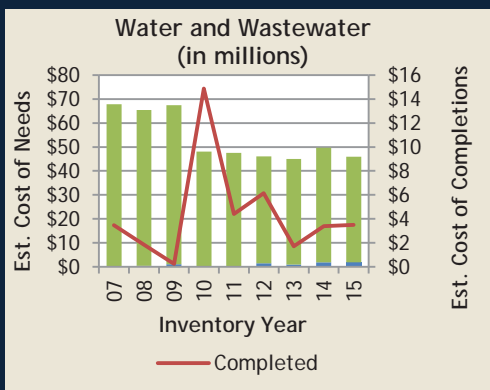 Water and Wastewater
(in millions)
Est. Cost of Needs
$80
$70
$60
$50
$40
$30
$20
$10
$0
$16
$14
$12
$10
$8
$6
$4
$2
$0
Est. Cost of Completions
07 08 09 10 11 12 13 14 15
Inventory Year
Completed